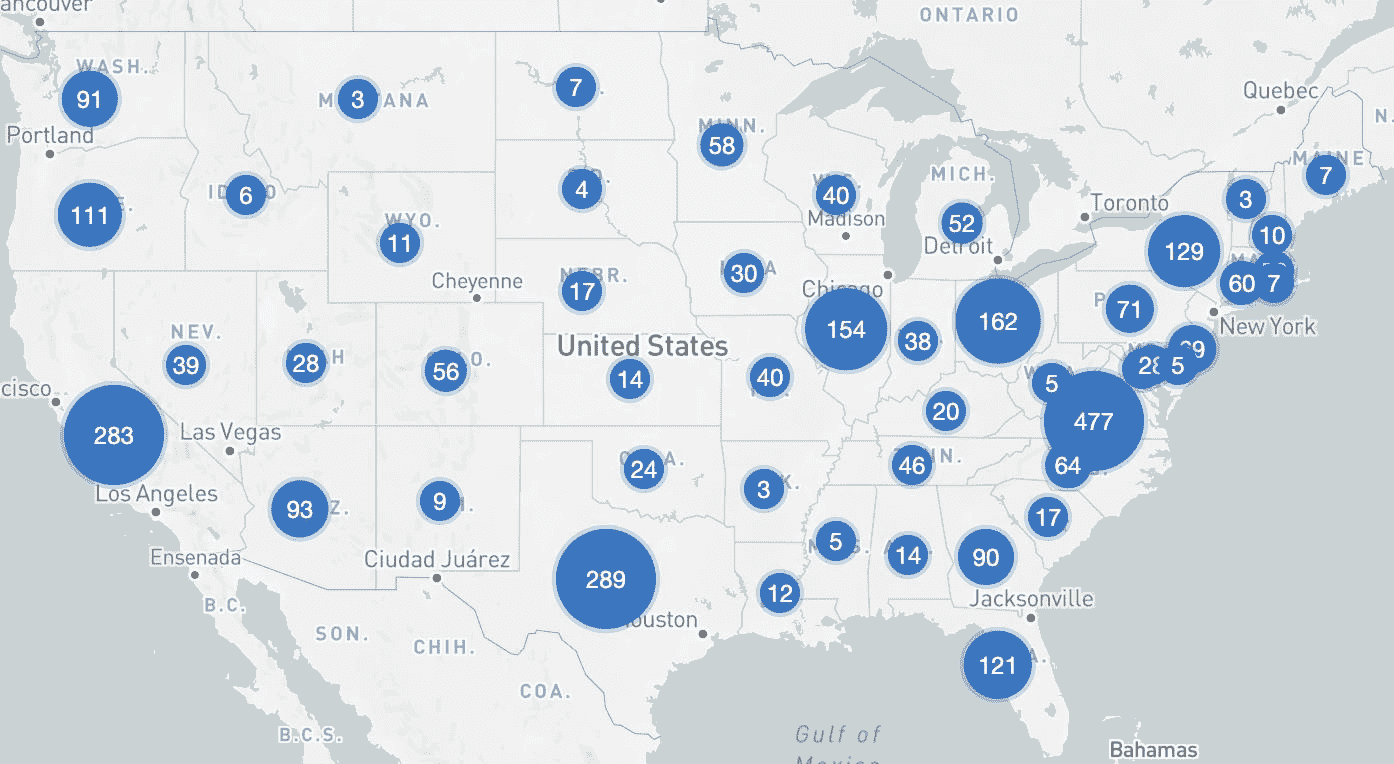 ancouver
ONTARIO
WASH.
91
3
7
Quebec
Portland
58
MICH.
MAINE
7
111
6
WYO.
11
4
40
Madison
52
Detroit
Toronto
3
10
129
Cheyenne
17
30
Chicago
60
7
NEV.
39
28
56
United States
14
40
154
38
162
71
New York
28
5
5
cisco
283
Las Vegas
20
477
Los Angeles
93
9
24
3
46
64
17
Ensenada
Ciudad Juárez
289
5
14
90
12
Jacksonville
B.C.
SON.
CHIH.
COA.
121
B.C.S.
Gulf of
Mexico
Bahamas